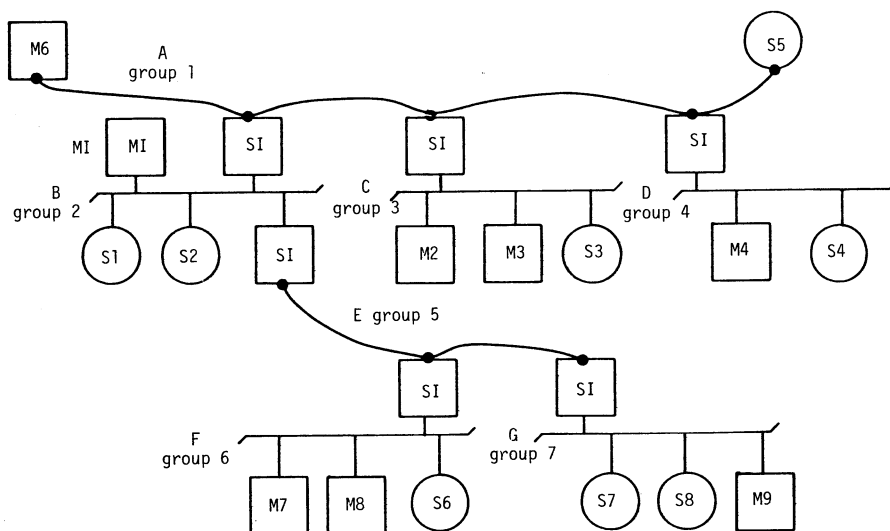 M6
A
group 1
S5
MI
MI
SI
SI
SI
B
group 2
C
group 3
D
group 4
S1
S2
SI
M2
M3
S3
M4
S4
E group 5
SI
SI
F
group 6
G
group 7
M7
M8
S6
S7
S8
M9